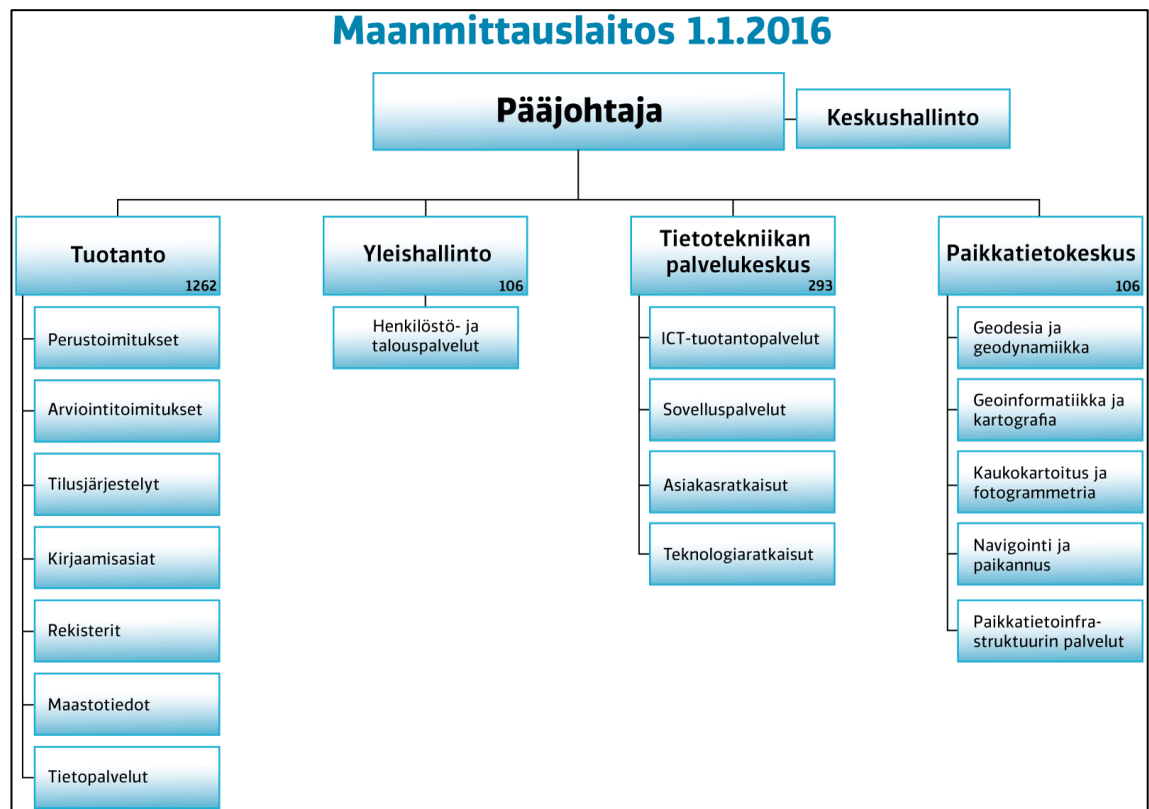 Maanmittauslaitos 1.1.2016
Pääjohtaja
Keskushallinto
Tuotanto
1262
Perustoimitukset
Arviointitoimitukset
Tilusjärjestelyt
Kirjaamisasiat
Rekisterit
Maastotiedot
Tietopalvelut
Yleishallinto
106
Henkilöstö- ja
talouspalvelut
Tietotekniikan
palvelukeskus
293
ICT-tuotantopalvelut
Sovelluspalvelut
Asiakasratkaisut
Teknologiaratkaisut
Paikkatietokeskus
106
Geodesia ja
geodynamiikka
Geoinformatiikka ja
kartografia
Kaukokartoitus ja
fotogrammetria
Navigointi ja
paikannus
Paikkatietoinfra-
struktuurin palvelut